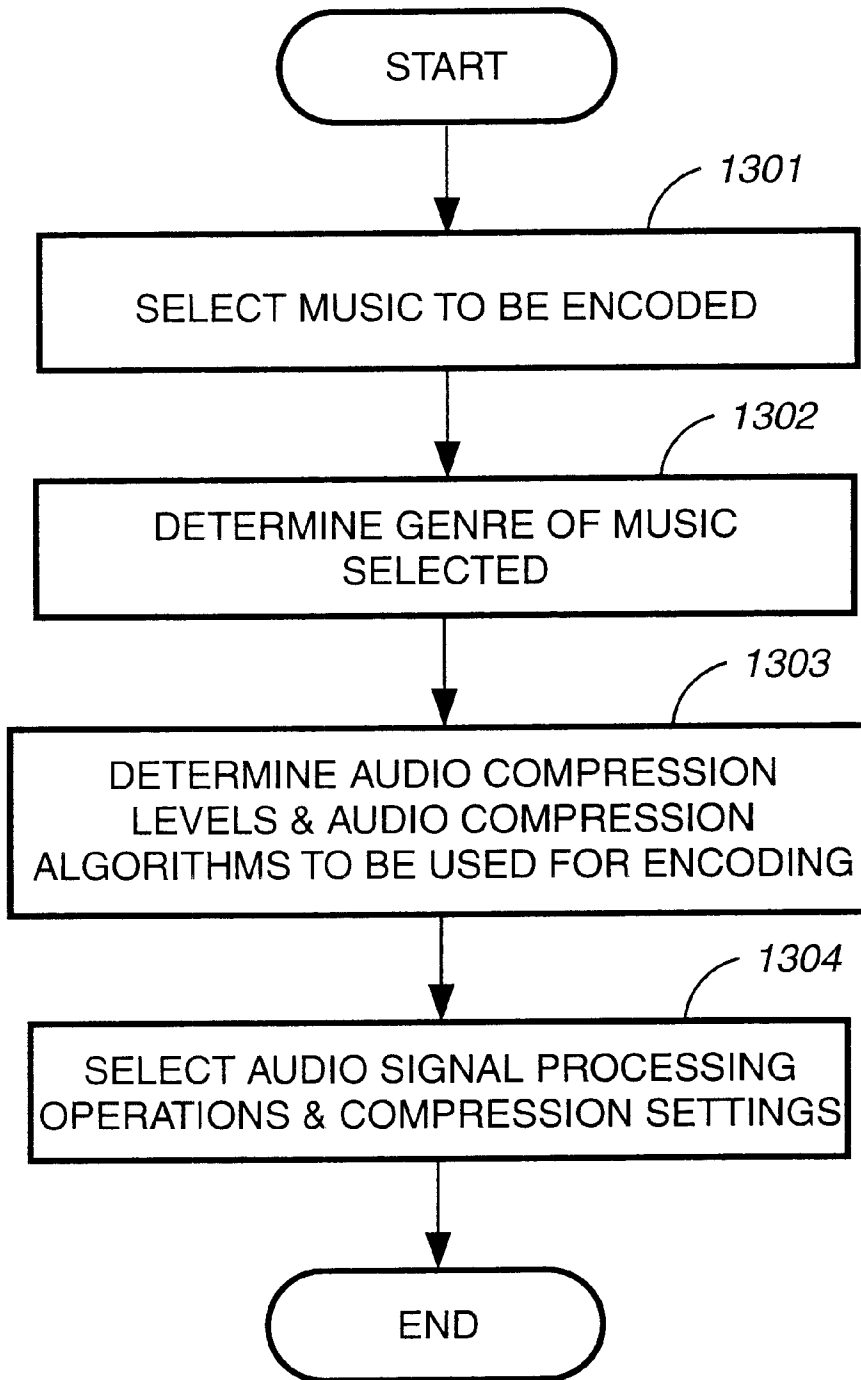 START
1301
SELECT MUSIC TO BE ENCODED
1302
DETERMINE GENRE OF MUSIC
SELECTED
1303
DETERMINE AUDIO COMPRESSION
LEVELS & AUDIO COMPRESSION
ALGORITHMS TO BE USED FOR ENCODING
1304
SELECT AUDIO SIGNAL PROCESSING
OPERATIONS & COMPRESSION SETTINGS
END